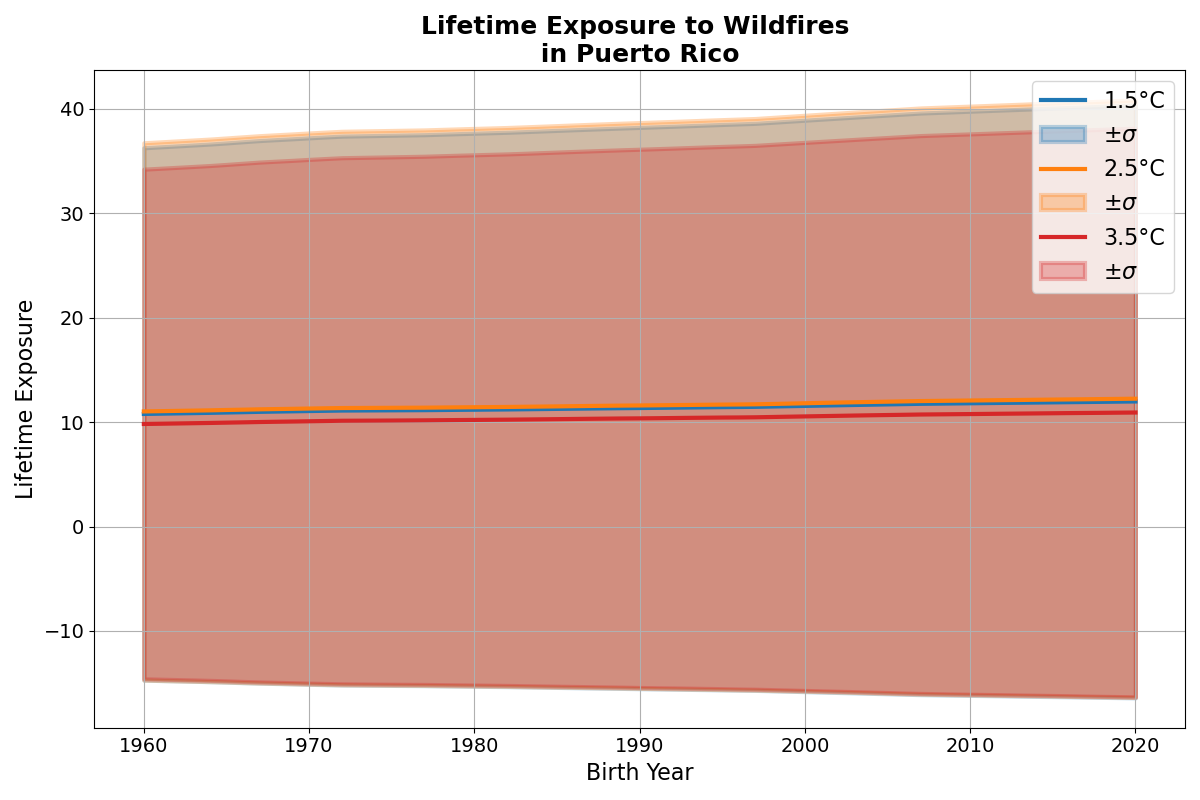 Lifetime Exposure to Wildfires
in Puerto Rico
40
30
20
10
0
−10
Lifetime Exposure
1960
1970
1980
1990
2000
2010
2020
Birth Year
1.5°C
±σ
2.5°C
±σ
3.5°C
±σ